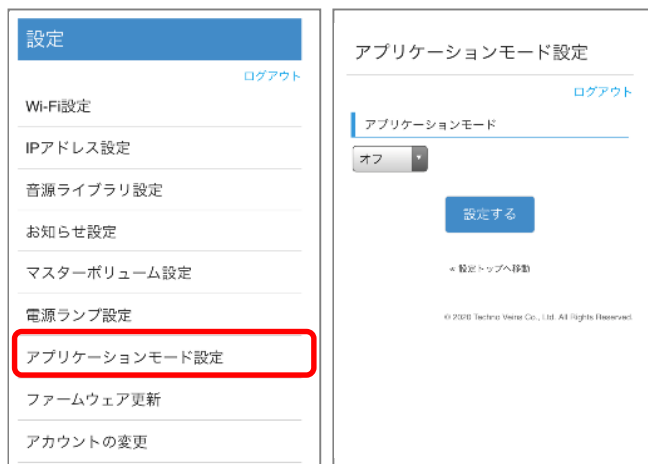 設定
ログアウト
Wi-Fi設定
IPアドレス設定
音源ライブラリ設定
お知らせ設定
マスターボリューム設定
電源ランプ設定
アプリケーションモード設定
ファームウェア更新
アカウントの変更
アプリケーションモード設定
ログアウト
アプリケーションモード
オフ
設定する
« 設定トップへ移動
© 2020 Techno Veins Co., Ltd. All Rights Reserved.